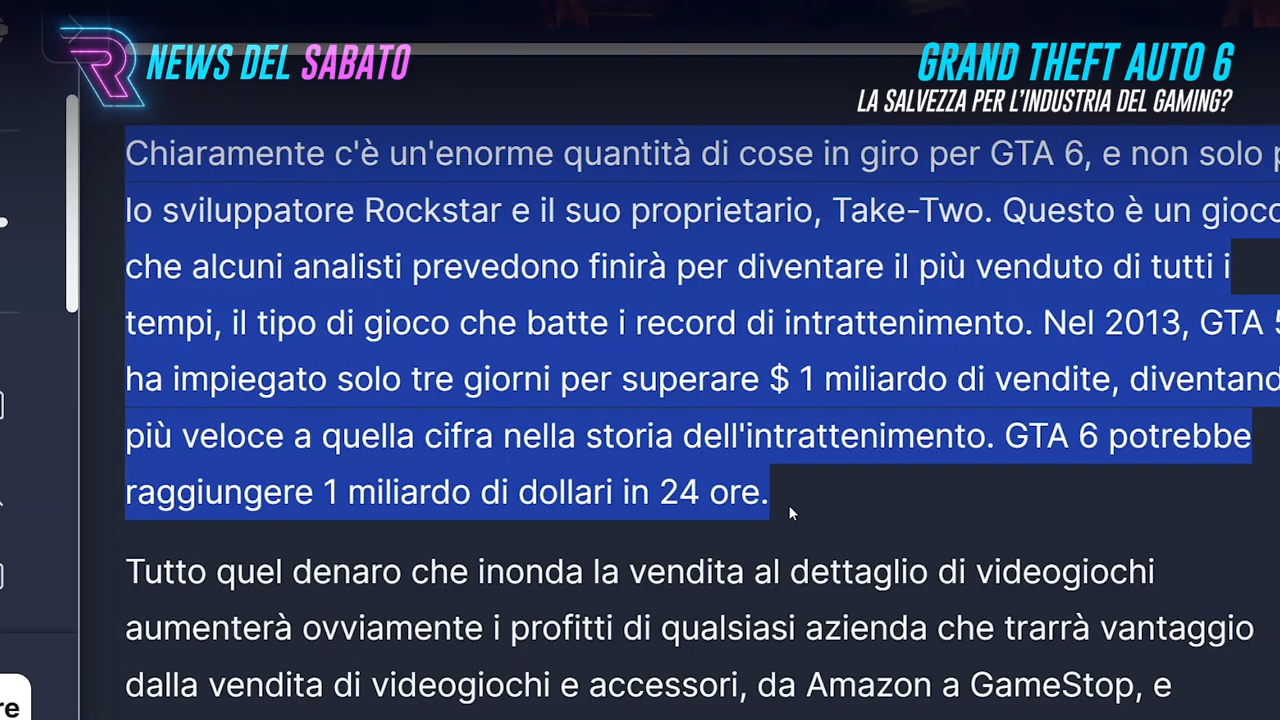 NEWS DEL SABATO
GRAND THEFT AUTO 6
LA SALVEZZA PER L'INDUSTRIA DEL GAMING?
Chiaramente c'è un'enorme quantità di cose in giro per GTA 6, e non solo
lo sviluppatore Rockstar e il suo proprietario, Take-Two. Questo è un gioco
che alcuni analisti prevedono finirà per diventare il più venduto di tutti i
tempi, il tipo di gioco che batte i record di intrattenimento. Nel 2013, GTA 5
ha impiegato solo tre giorni per superare $ 1 miliardo di vendite, diventand
più veloce a quella cifra nella storia dell'intrattenimento. GTA 6 potrebbe
raggiungere 1 miliardo di dollari in 24 ore.
Tutto quel denaro che inonda la vendita al dettaglio di videogiochi
aumenterà ovviamente i profitti di qualsiasi azienda che trarrà vantaggio
dalla vendita di videogiochi e accessori, da Amazon a GameStop, e
re